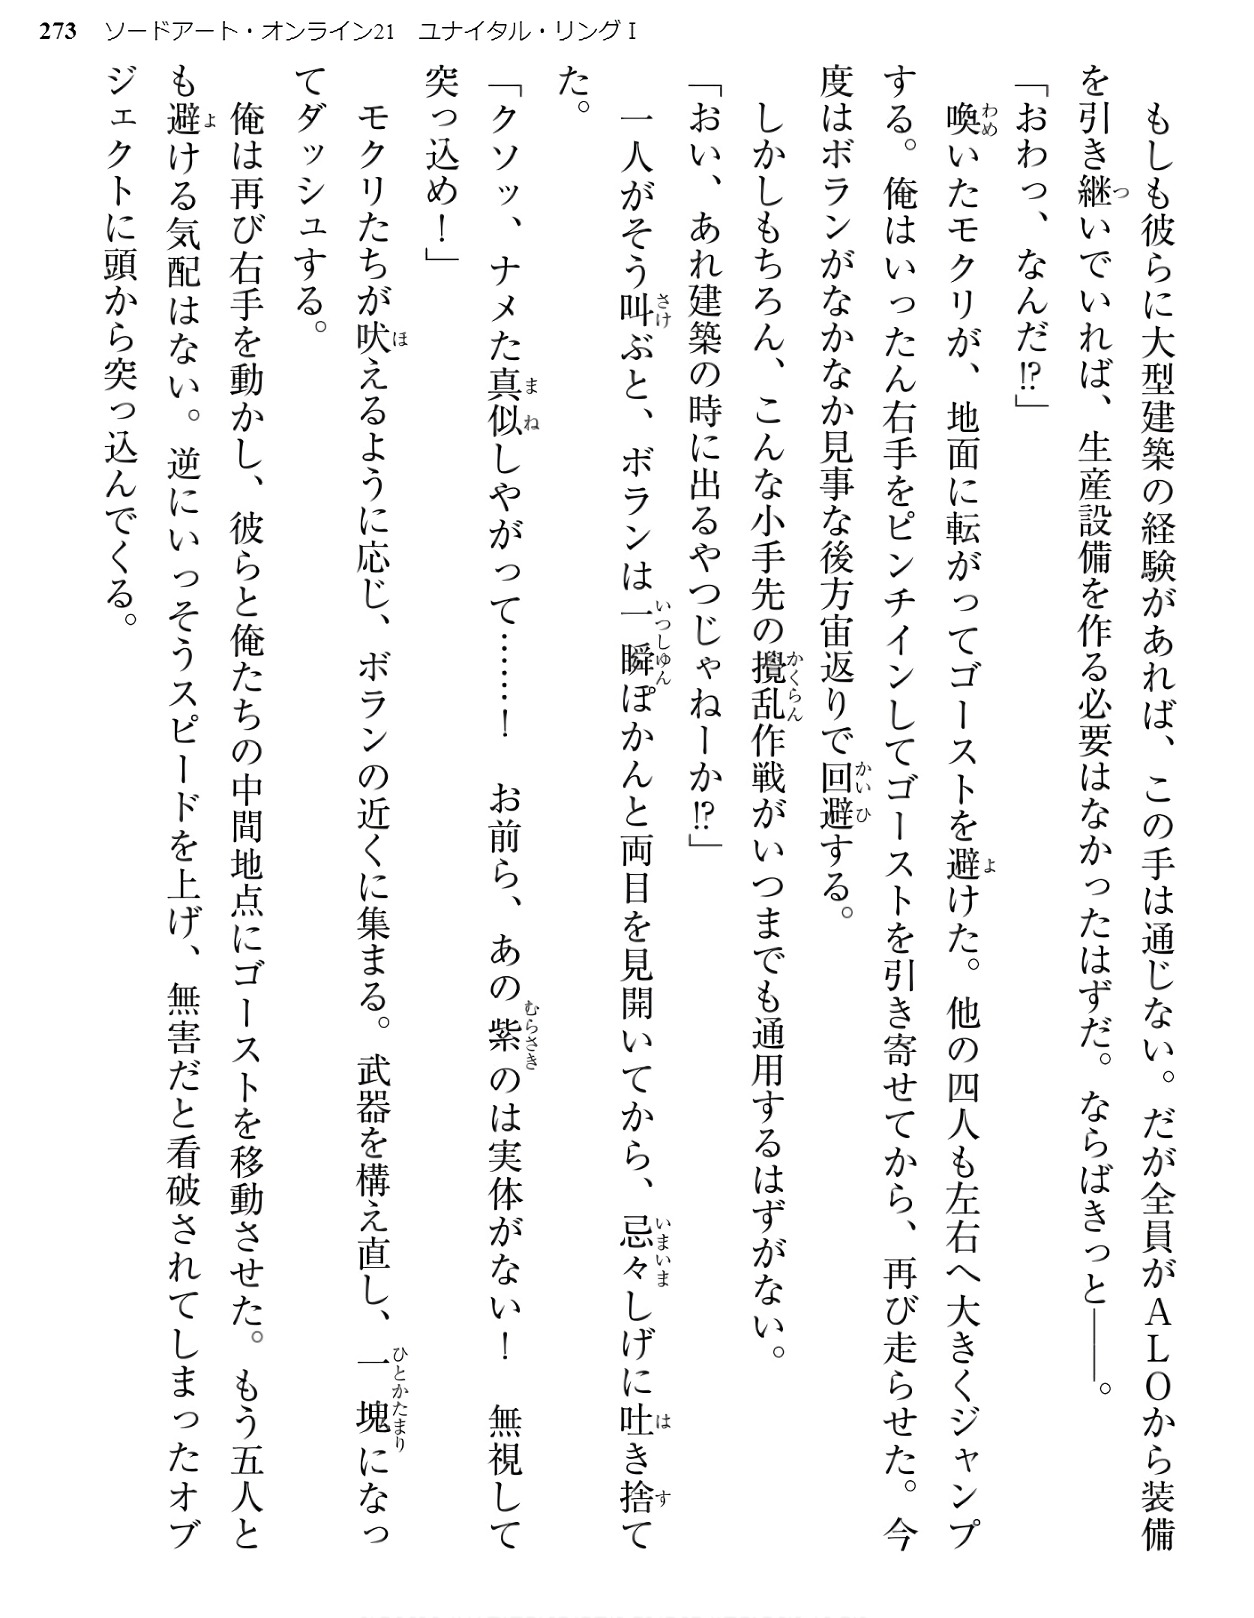 273 ソードアート・オンライン21 ユナイタル・リングⅠ
　もしも彼らに大型建築の経験があれば、この手は通じない。だが全員がＡＬＯから装備
を引き継いでいれば、生産設備を作る必要はなかったはずだ。ならばきっと――。
「おわっ、なんだ!?」
　喚いたモクリが、地面に転がってゴーストを避けた。他の四人も左右へ大きくジャンプ
する。俺はいったん右手をピンチインしてゴーストを引き寄せてから、再び走らせた。今
度はボランがなかなか見事な後方宙返りで回避する。
　しかしもちろん、こんな小手先の攪乱作戦がいつまでも通用するはずがない。
「おい、あれ建築の時に出るやつじゃねーか!?」
　一人がそう叫ぶと、ボランは一瞬ぽかんと両目を見開いてから、忌々しげに吐き捨て
た。
「クソッ、ナメた真似しやがって……！　お前ら、あの紫のは実体がない！　無視して
突っ込め！」
　モクリたちが吠えるように応じ、ボランの近くに集まる。武器を構え直し、一塊になっ
てダッシュする。
　俺は再び右手を動かし、彼らと俺たちの中間地点にゴーストを移動させた。もう五人と
も避ける気配はない。逆にいっそうスピードを上げ、無害だと看破されてしまったオブ
ジェクトに頭から突っ込んでくる。